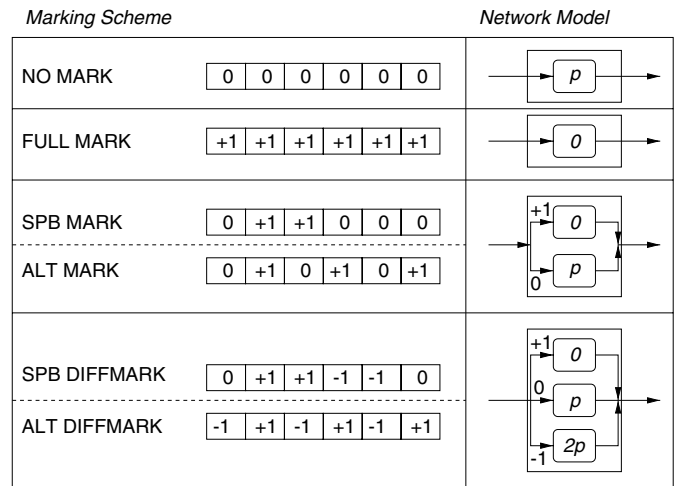 Marking Scheme Network Model
NO MARK 0 0 0 0 0 0 p
FULL MARK +1 +1 +1 +1 +1 +1 0
SPB MARK 0 +1 +1 0 0 0 +1 0
ALT MARK 0 +1 0 +1 0 +1 0 p
SPB DIFFMARK 0 +1 +1 -1 -1 0 +1 0
0 p
ALT DIFFMARK -1 +1 -1 +1 -1 +1 -1 2p